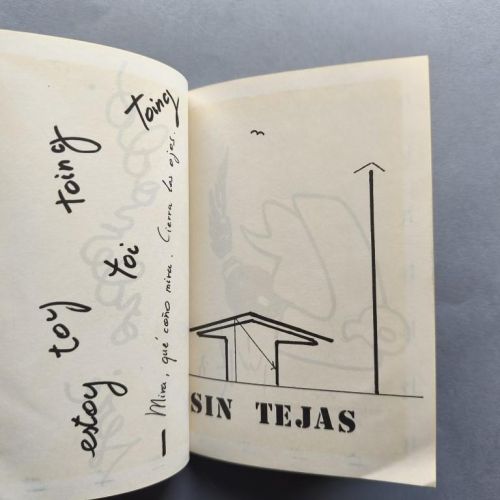 estoy
toy
toi
toing
toing
— Mira, qué coño mira. Cierra los ojos.
SIN TEJAS